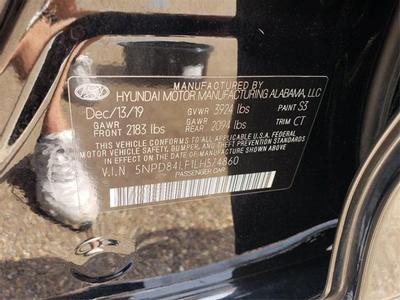 MANUFACTURED BY
HYUNDAI MOTOR MANUFACTURING ALABAMA, LLC
Dec/13/19 GVWR 3924 lbs PAINT S3
GAWR FRONT 2183 lbs GAWR REAR 2094 lbs TRIM CT
THIS VEHICLE CONFORMS TO ALL APPLICABLE U.S.A. FEDERAL
MOTOR VEHICLE SAFETY, BUMPER, AND THEFT PREVENTION
STANDARDS IN EFFECT ON THE DATE OF MANUFACTURE SHOWN ABOVE.
V.I.N 5NPD84LF1LH574860
PASSENGER CAR